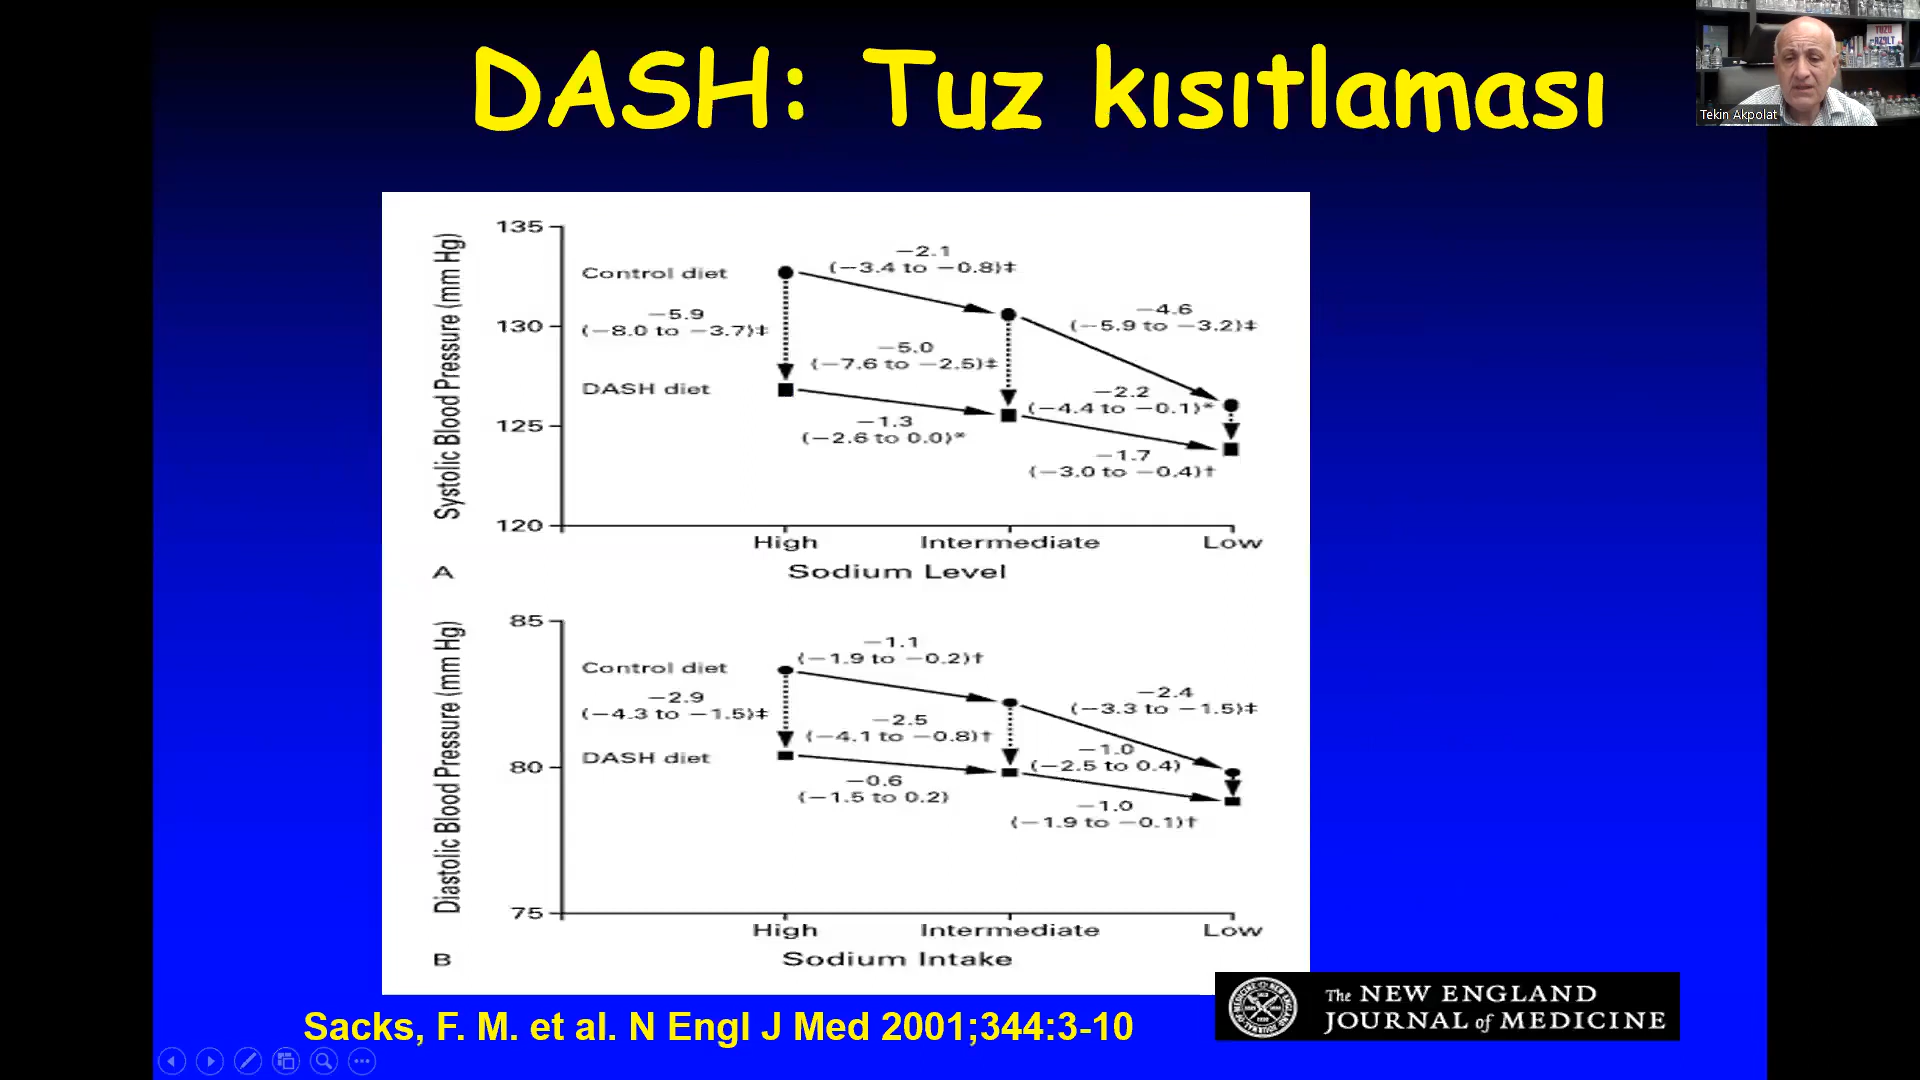 DASH: Tuz kısıtlaması
TUZU
AZALT
Tekin Akpolat
Systolic Blood Pressure (mm Hg)
135
130
125
120
Control diet
−2.1
(−3.4 to −0.8)‡
−5.9
(−8.0 to −3.7)‡
−4.6
(−5.9 to −3.2)‡
−5.0
(−7.6 to −2.5)‡
DASH diet
−2.2
(−4.4 to −0.1)*
−1.3
(−2.6 to 0.0)*
−1.7
(−3.0 to −0.4)†
High Intermediate Low
A
Sodium Level
Diastolic Blood Pressure (mm Hg)
85
80
75
Control diet
−1.1
(−1.9 to −0.2)†
−2.9
(−4.3 to −1.5)‡
−2.4
(−3.3 to −1.5)‡
−2.5
(−4.1 to −0.8)†
DASH diet
−1.0
(−2.5 to 0.4)
−0.6
(−1.5 to 0.2)
−1.0
(−1.9 to −0.1)†
High Intermediate Low
B
Sodium Intake
The NEW ENGLAND
JOURNAL of MEDICINE
Sacks, F. M. et al. N Engl J Med 2001;344:3-10